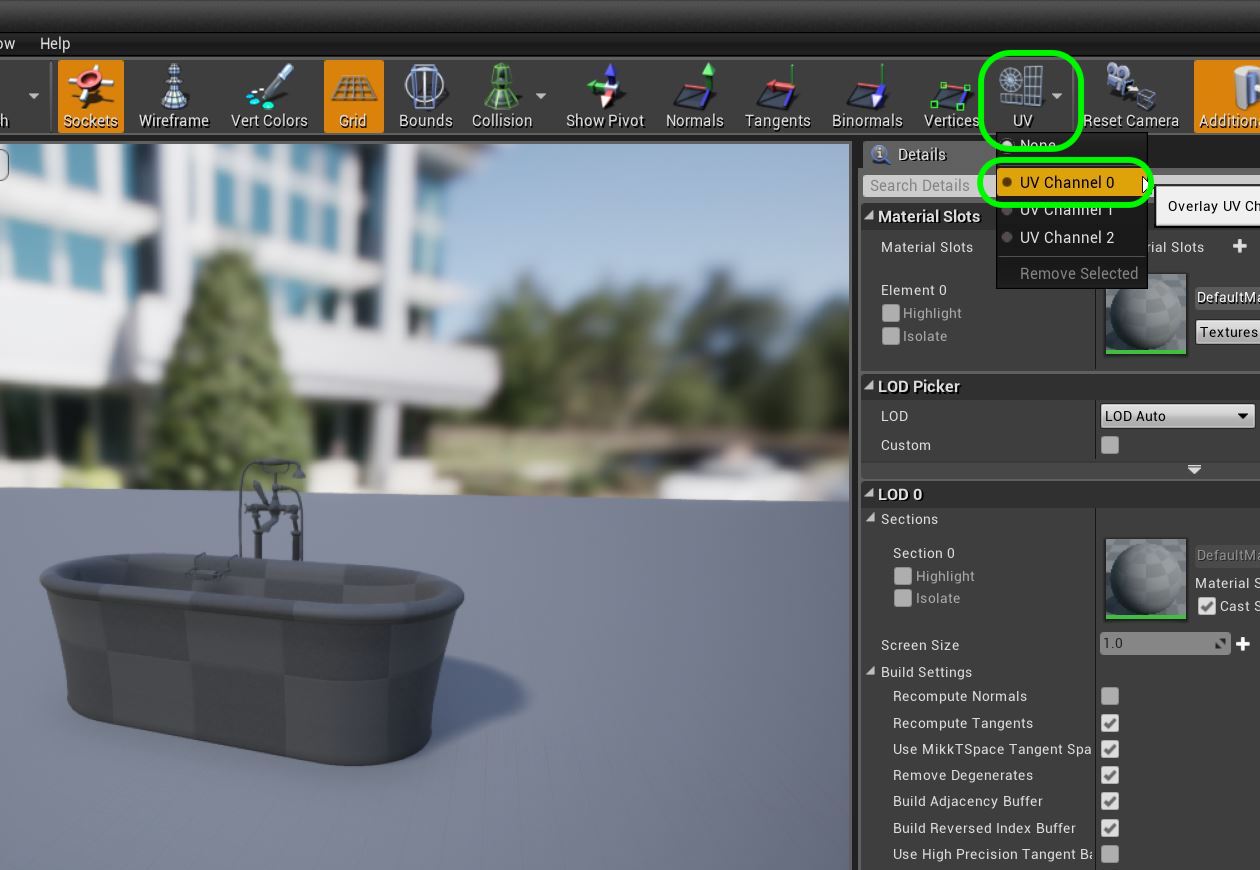 ow Help
h Sockets Wireframe Vert Colors Grid Bounds Collision Show Pivot Normals Tangents Binormals Vertices UV Reset Camera Addition
Details
None
Search Details
UV Channel 0
Overlay UV Ch
Material Slots
UV Channel 1
UV Channel 2
Material Slots
rial Slots
Remove Selected
Element 0
DefaultMa
Highlight
Textures
Isolate
LOD Picker
LOD
LOD Auto
Custom
LOD 0
Sections
Section 0
DefaultMa
Highlight
Material S
Isolate
Cast S
Screen Size
1.0
Build Settings
Recompute Normals
Recompute Tangents
Use MikkTSpace Tangent Spa
Remove Degenerates
Build Adjacency Buffer
Build Reversed Index Buffer
Use High Precision Tangent Ba